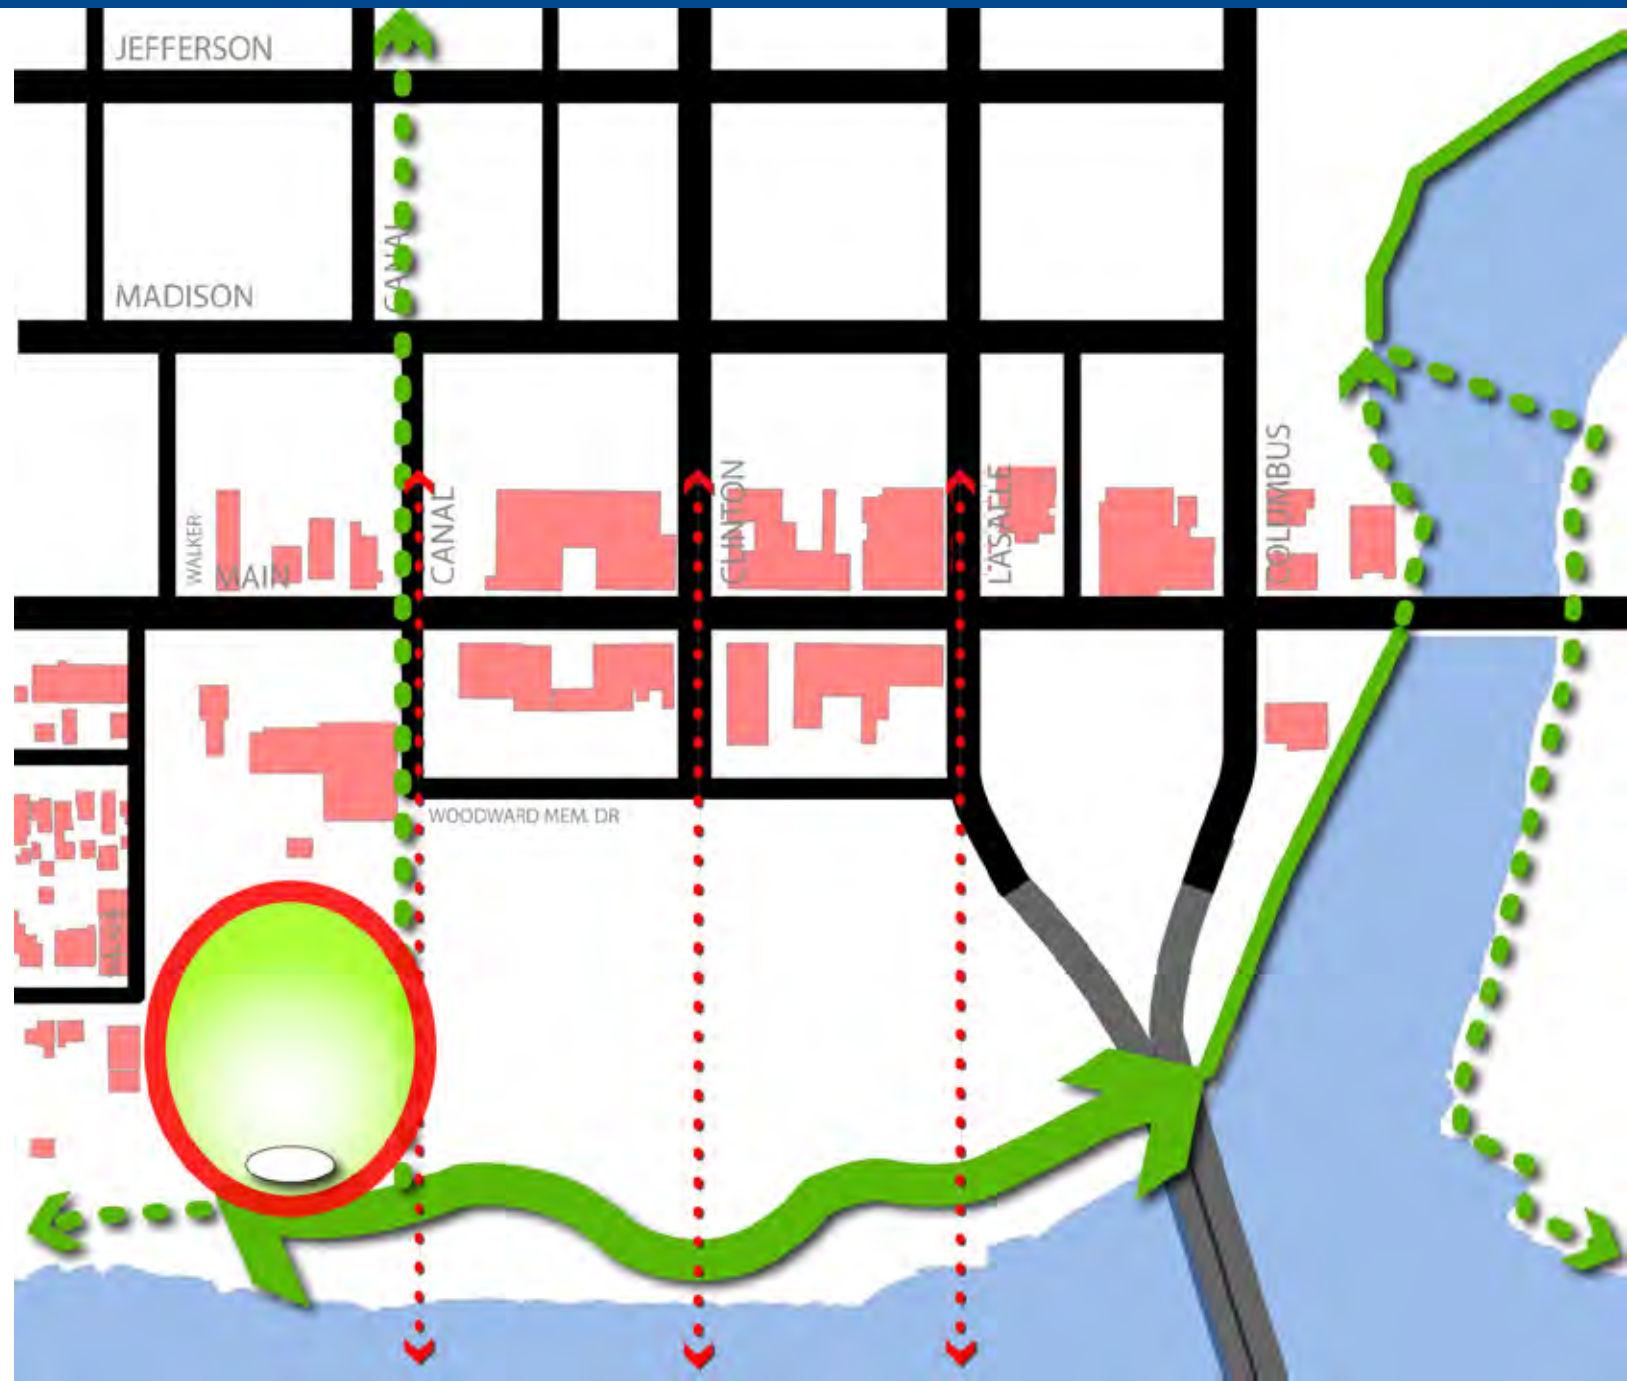 JEFFERSON
CANAL
MADISON
WALKER
MAIN
CANAL
CLINTON
LASALLE
COLUMBUS
WOODWARD MEM. DR